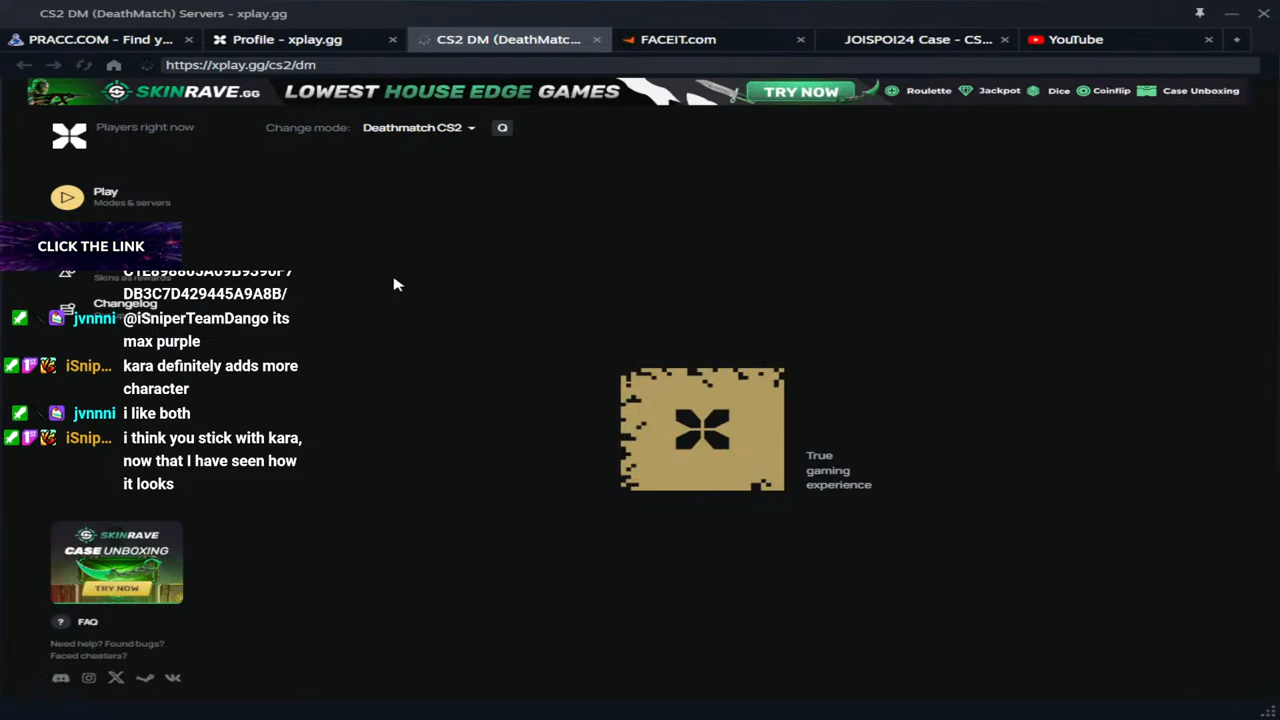 CS2 DM (DeathMatch) Servers - xplay.gg
PRACC.COM - Find y...
Profile - xplay.gg
CS2 DM (DeathMatc...
FACEIT.com
JOISPOI24 Case - CS...
YouTube
https://xplay.gg/cs2/dm
SKINRAVE.GG LOWEST HOUSE EDGE GAMES TRY NOW Roulette Jackpot Dice Coinflip Case Unboxing
Players right now
Change mode: Deathmatch CS2
Play
Modes & servers
CLICK THE LINK
Skins as rewards
DB3C7D429445A9A8B/
Changelog
jvnnni @iSniperTeamDango its
max purple
iSnip... kara definitely adds more
character
jvnnni i like both
iSnip... i think you stick with kara,
now that I have seen how
it looks
True
gaming
experience
SKINRAVE
CASE UNBOXING
TRY NOW
? FAQ
Need help? Found bugs?
Faced cheaters?